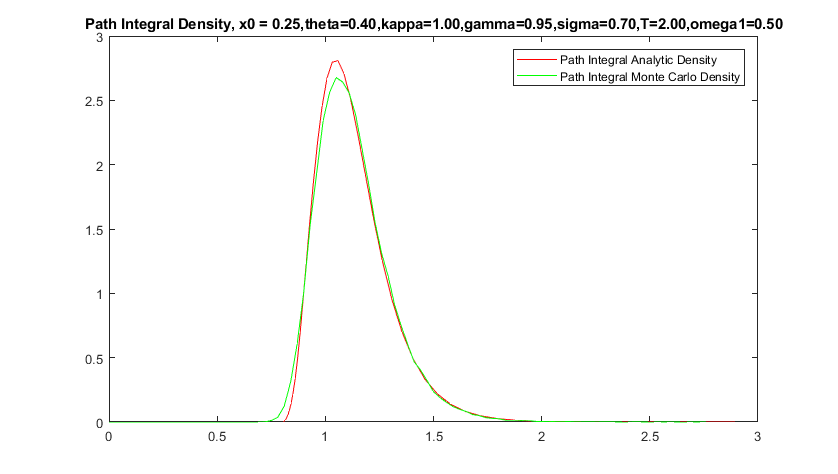 Path Integral Density, x0 = 0.25,theta=0.40,kappa=1.00,gamma=0.95,sigma=0.70,T=2.00,omega1=0.50
3
Path Integral Analytic Density
Path Integral Monte Carlo Density
2.5
2
1.5
1
0.5
0
0 0.5 1 1.5 2 2.5 3